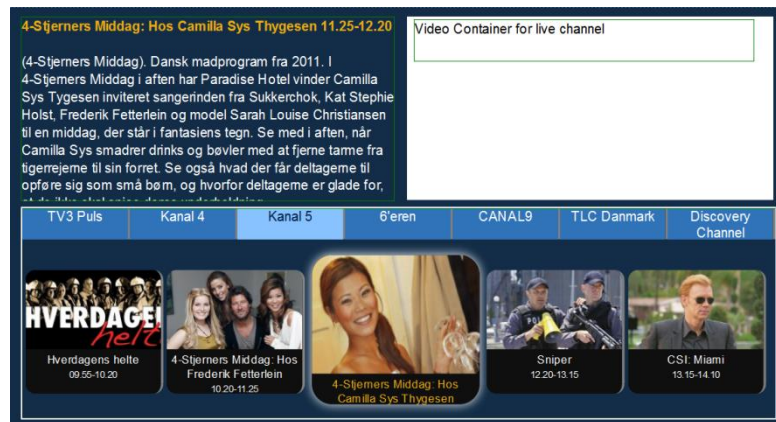 4-Stjerners Middag: Hos Camilla Sys Thygesen 11.25-12.20
(4-Stjerners Middag). Dansk madprogram fra 2011. I
4-Stjerners Middag i aften har Paradise Hotel vinder Camilla
Sys Tygesen inviteret sangerinden fra Sukkerchok, Kat Stephie
Holst, Frederik Fetterlein og model Sarah Louise Christiansen
til en middag, der står i fantasiens tegn. Se med i aften, når
Camilla Sys smadrer drinks og bøvler med at fjerne tarme fra
tigerrejerne til sin forret. Se også hvad der får deltagerne til
opføre sig som små børn, og hvorfor deltagerne er glade for,
Video Container for live channel
TV3 Puls
Kanal 4
Kanal 5
6'eren
CANAL9
TLC Danmark
Discovery
Channel
HVERDAGE
helt
Hverdagens helte
09.55-10.20
4-Stjerners Middag: Hos
Frederik Fetterlein
10.20-11.25
4-Stjerners Middag: Hos
Camilla Sys Thygesen
Sniper
12.20-13.15
CSI: Miami
13.15-14.10